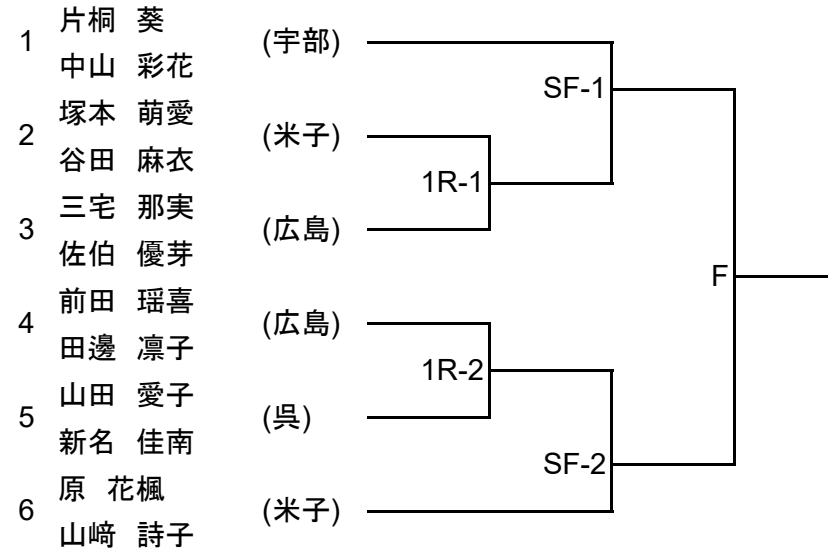 片桐 葵
1 (宇部)
中山 彩花
SF-1
塚本 萌愛
2 (米子)
谷田 麻衣
1R-1
三宅 那実
3 (広島)
佐伯 優芽
F
前田 瑶喜
4 (広島)
田邊 凛子
1R-2
山田 愛子
5 (呉)
新名 佳南
SF-2
原 花楓
6 (米子)
山﨑 詩子